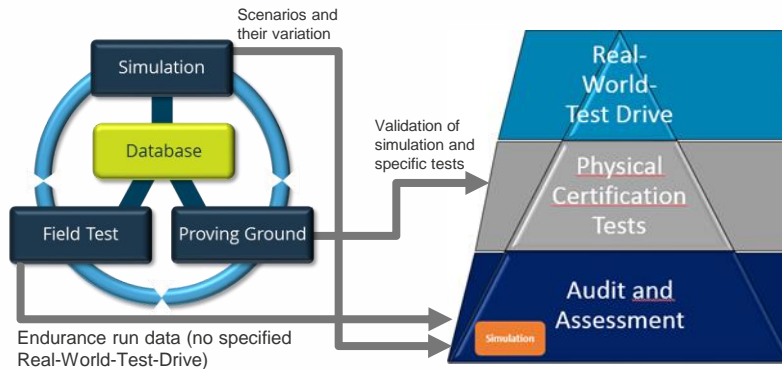 Scenarios and
their variation
Simulation
Database
Field Test
Proving Ground
Endurance run data (no specified
Real-World-Test-Drive)
Validation of
simulation and
specific tests
Real-
World-
Test Drive
Physical
Certification
Tests
Audit and
Assessment
Simulation